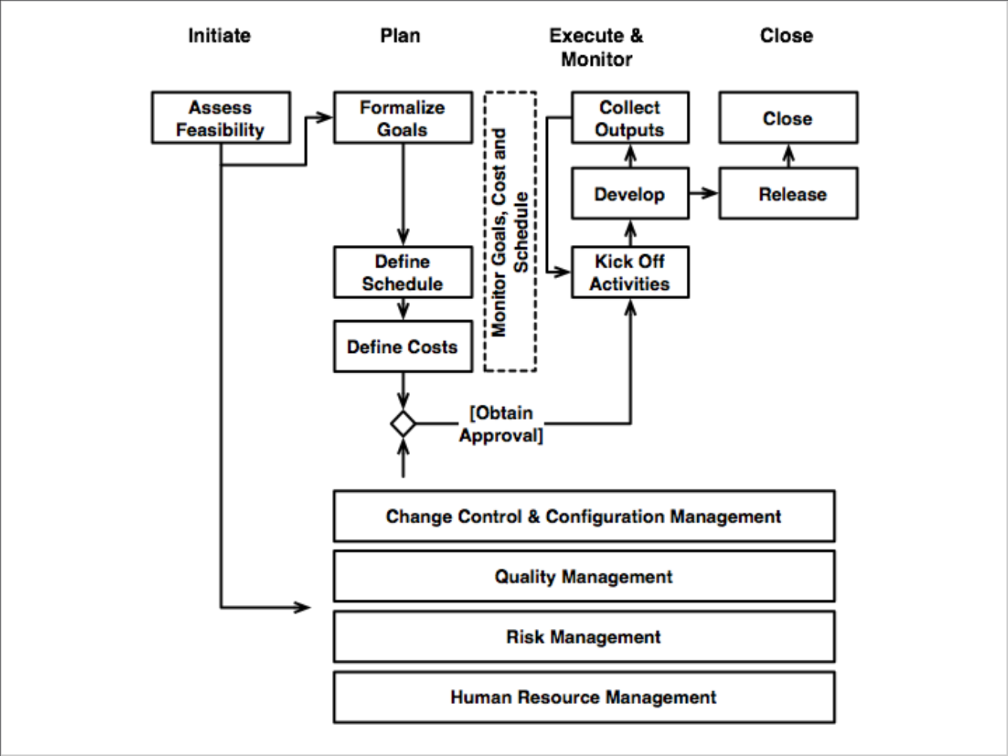 Initiate
Plan
Execute &
Monitor
Close
Assess
Feasibility
Formalize
Goals
Define
Schedule
Define Costs
[Obtain
Approval]
Monitor Goals, Cost and
Schedule
Collect
Outputs
Develop
Kick Off
Activities
Close
Release
Change Control & Configuration Management
Quality Management
Risk Management
Human Resource Management